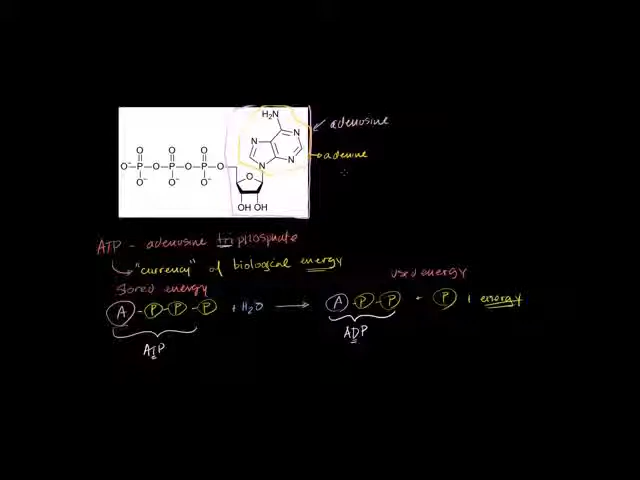 H₂N
adenosine
O O O N N
adenine
O⁻ P O P O P O N N
O⁻ O⁻ O⁻ O
OH OH
ATP - adenosine triphosphate
"currency" of biological energy
stored energy used energy
A - P - P - P + H₂O → A - P - P + P + energy
ATP ADP